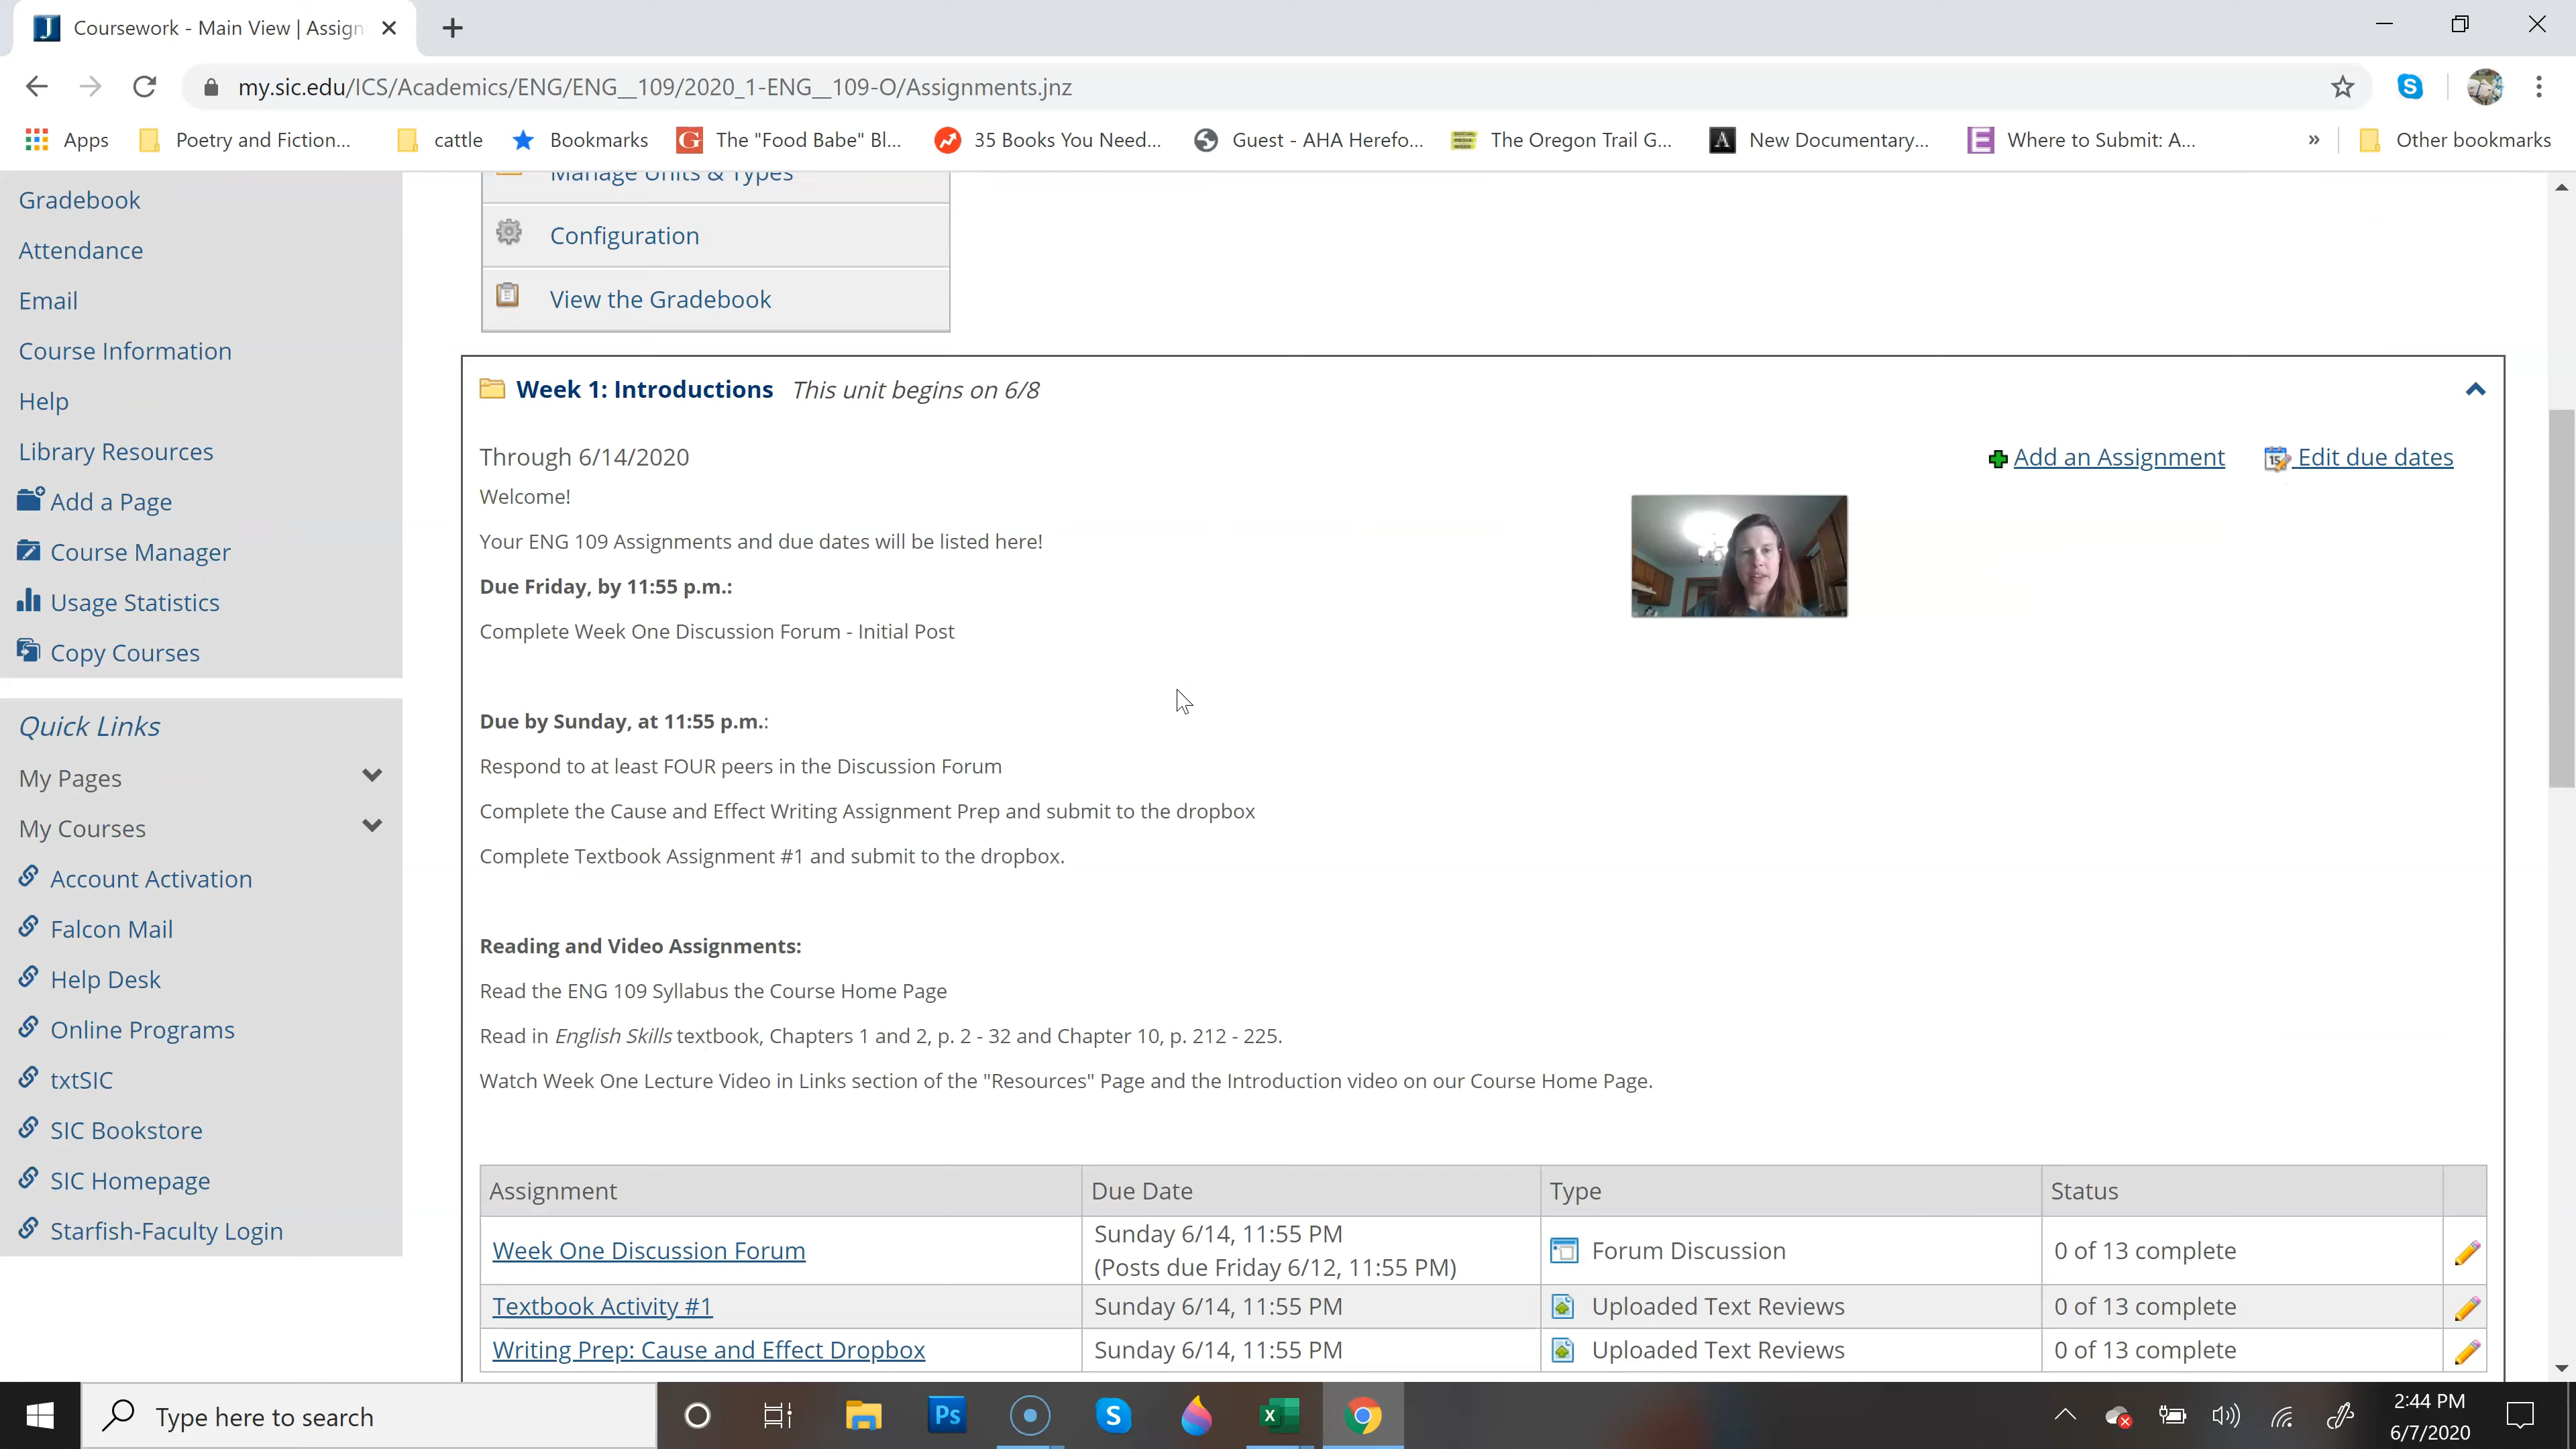 Coursework - Main View | Assign
my.sic.edu/ICS/Academics/ENG/ENG__109/2020_1-ENG__109-O/Assignments.jnz
Apps
Poetry and Fiction...
cattle
Bookmarks
The "Food Babe" Bl...
35 Books You Need...
Guest - AHA Herefo...
The Oregon Trail G...
New Documentary...
Where to Submit: A...
»
Other bookmarks
Gradebook
Attendance
Email
Course Information
Help
Library Resources
Add a Page
Course Manager
Usage Statistics
Copy Courses
Quick Links
My Pages
My Courses
Account Activation
Falcon Mail
Help Desk
Online Programs
txtSIC
SIC Bookstore
SIC Homepage
Starfish-Faculty Login
Manage Units & Types
Configuration
View the Gradebook
Week 1: Introductions This unit begins on 6/8
Through 6/14/2020
Add an Assignment
Edit due dates
Welcome!
Your ENG 109 Assignments and due dates will be listed here!
Due Friday, by 11:55 p.m.:
Complete Week One Discussion Forum - Initial Post
Due by Sunday, at 11:55 p.m.:
Respond to at least FOUR peers in the Discussion Forum
Complete the Cause and Effect Writing Assignment Prep and submit to the dropbox
Complete Textbook Assignment #1 and submit to the dropbox.
Reading and Video Assignments:
Read the ENG 109 Syllabus the Course Home Page
Read in English Skills textbook, Chapters 1 and 2, p. 2 - 32 and Chapter 10, p. 212 - 225.
Watch Week One Lecture Video in Links section of the "Resources" Page and the Introduction video on our Course Home Page.
Assignment Due Date Type Status
Week One Discussion Forum Sunday 6/14, 11:55 PM Forum Discussion 0 of 13 complete
(Posts due Friday 6/12, 11:55 PM)
Textbook Activity #1 Sunday 6/14, 11:55 PM Uploaded Text Reviews 0 of 13 complete
Writing Prep: Cause and Effect Dropbox Sunday 6/14, 11:55 PM Uploaded Text Reviews 0 of 13 complete
Type here to search
2:44 PM
6/7/2020